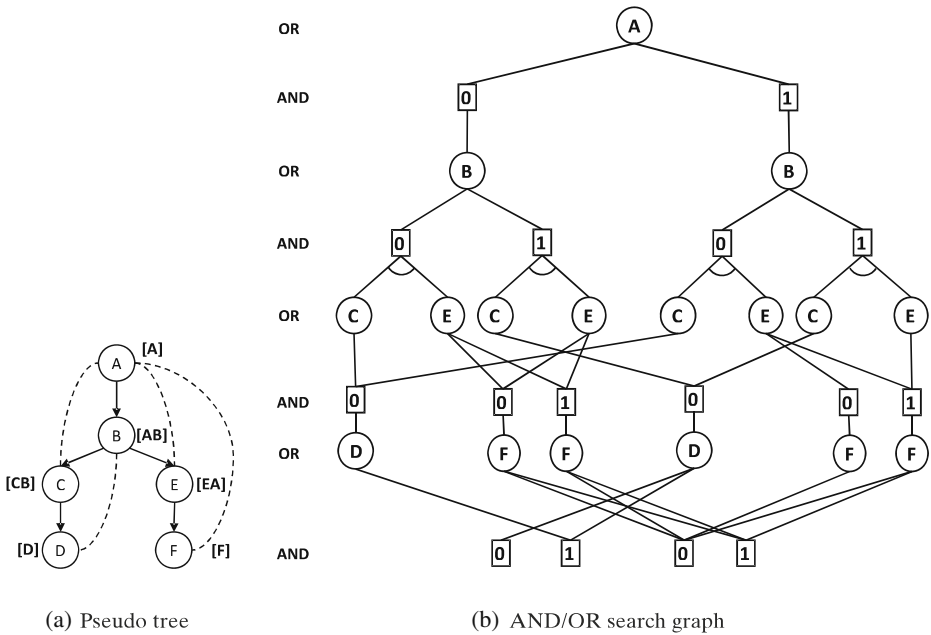 OR A
AND 0 1
OR B B
AND 0 1 0 1
OR C E C E C E C E
AND 0 0 1 0 0 1
OR D F F D F F
AND 0 1 0 1
A [A]
B [AB]
[CB] C E [EA]
[D] D F [F]
(a) Pseudo tree
(b) AND/OR search graph